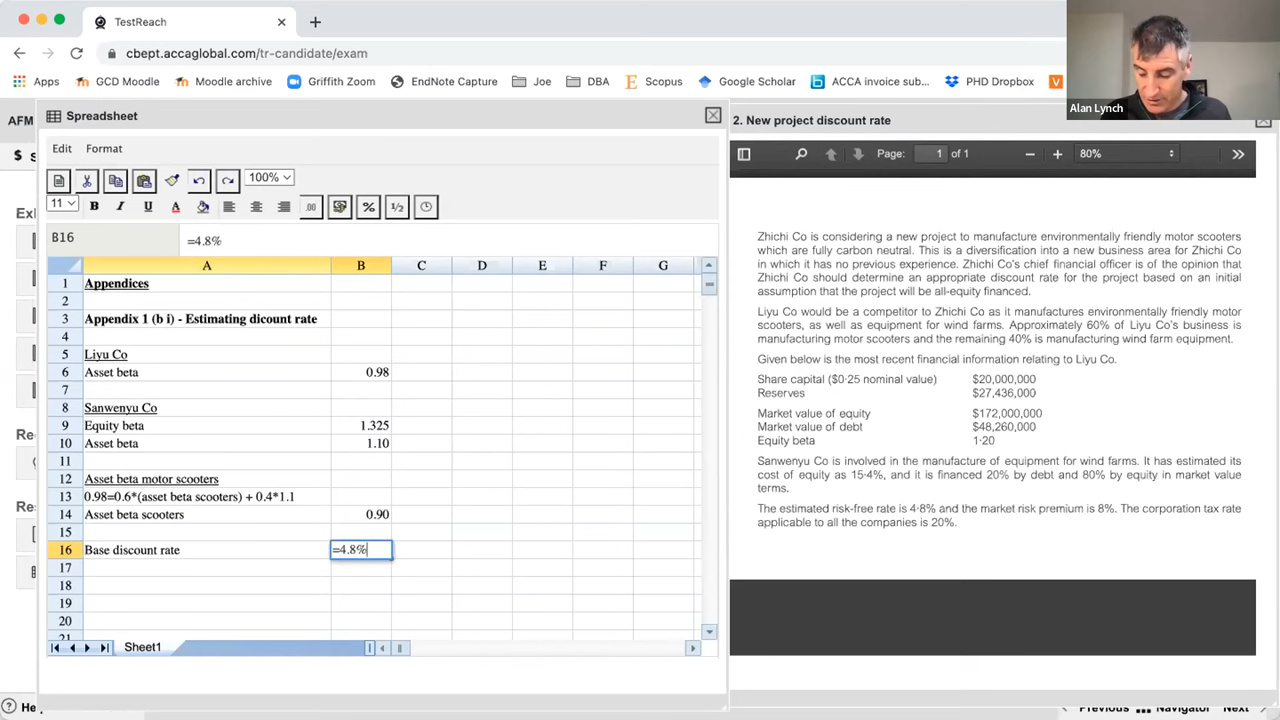 TestReach
cbept.accaglobal.com/tr-candidate/exam
Apps
GCD Moodle
Moodle archive
Griffith Zoom
EndNote Capture
Joe
DBA
Scopus
Google Scholar
ACCA invoice sub...
PHD Dropbox
Alan Lynch
AFM
Spreadsheet
2. New project discount rate
Edit Format
100%
Page: 1 of 1
80%
11
B I U A
.00 % 1/2
B16
=4.8%
A B C D E F G
1 Appendices
2
3 Appendix 1 (b i) - Estimating dicount rate
4
5 Liyu Co
6 Asset beta 0.98
7
8 Sanwenyu Co
9 Equity beta 1.325
10 Asset beta 1.10
11
12 Asset beta motor scooters
13 0.98=0.6*(asset beta scooters) + 0.4*1.1
14 Asset beta scooters 0.90
15
16 Base discount rate =4.8%
17
18
19
20
21
Sheet1
Zhichi Co is considering a new project to manufacture environmentally friendly motor scooters
which are fully carbon neutral. This is a diversification into a new business area for Zhichi Co
in which it has no previous experience. Zhichi Co's chief financial officer is of the opinion that
Zhichi Co should determine an appropriate discount rate for the project based on an initial
assumption that the project will be all-equity financed.
Liyu Co would be a competitor to Zhichi Co as it manufactures environmentally friendly motor
scooters, as well as equipment for wind farms. Approximately 60% of Liyu Co's business is
manufacturing motor scooters and the remaining 40% is manufacturing wind farm equipment.
Given below is the most recent financial information relating to Liyu Co.
Share capital ($0·25 nominal value) $20,000,000
Reserves $27,436,000
Market value of equity $172,000,000
Market value of debt $48,260,000
Equity beta 1·20
Sanwenyu Co is involved in the manufacture of equipment for wind farms. It has estimated its
cost of equity as 15·4%, and it is financed 20% by debt and 80% by equity in market value
terms.
The estimated risk-free rate is 4·8% and the market risk premium is 8%. The corporation tax rate
applicable to all the companies is 20%.
Previous Navigator Next